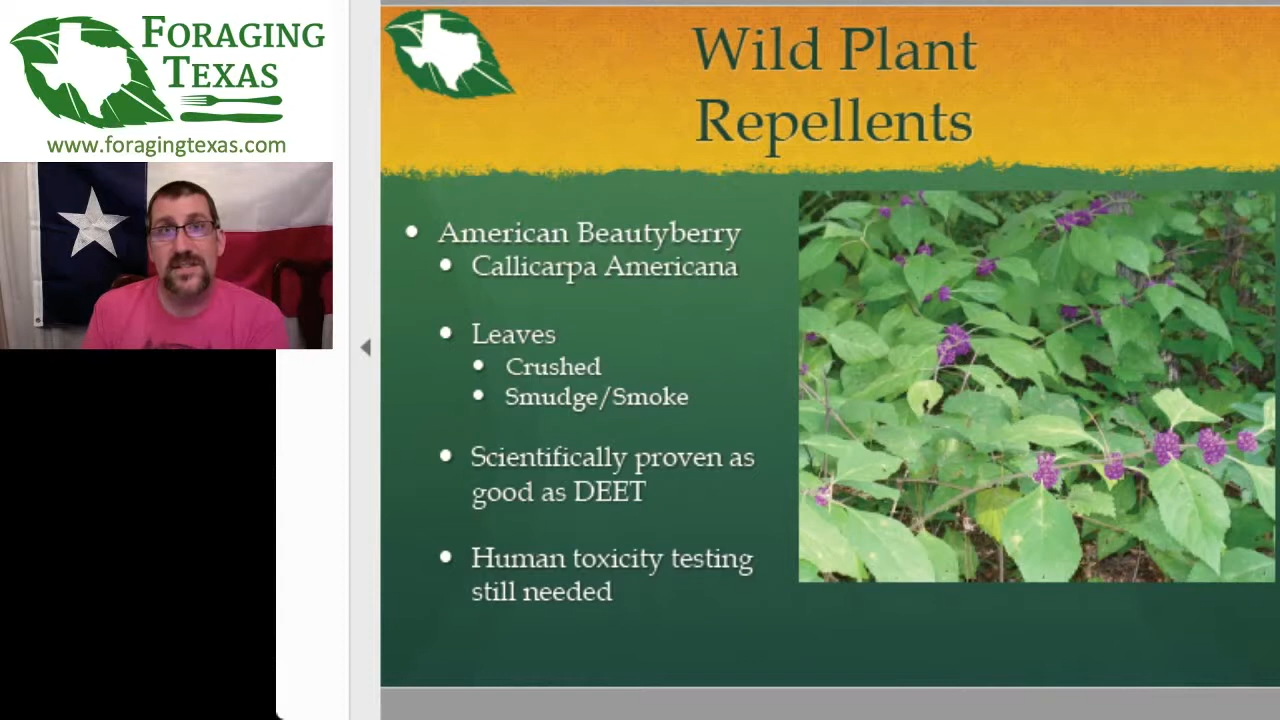 FORAGING
TEXAS
www.foragingtexas.com
Wild Plant
Repellents
• American Beautyberry
• Callicarpa Americana
• Leaves
• Crushed
• Smudge/Smoke
• Scientifically proven as
good as DEET
• Human toxicity testing
still needed